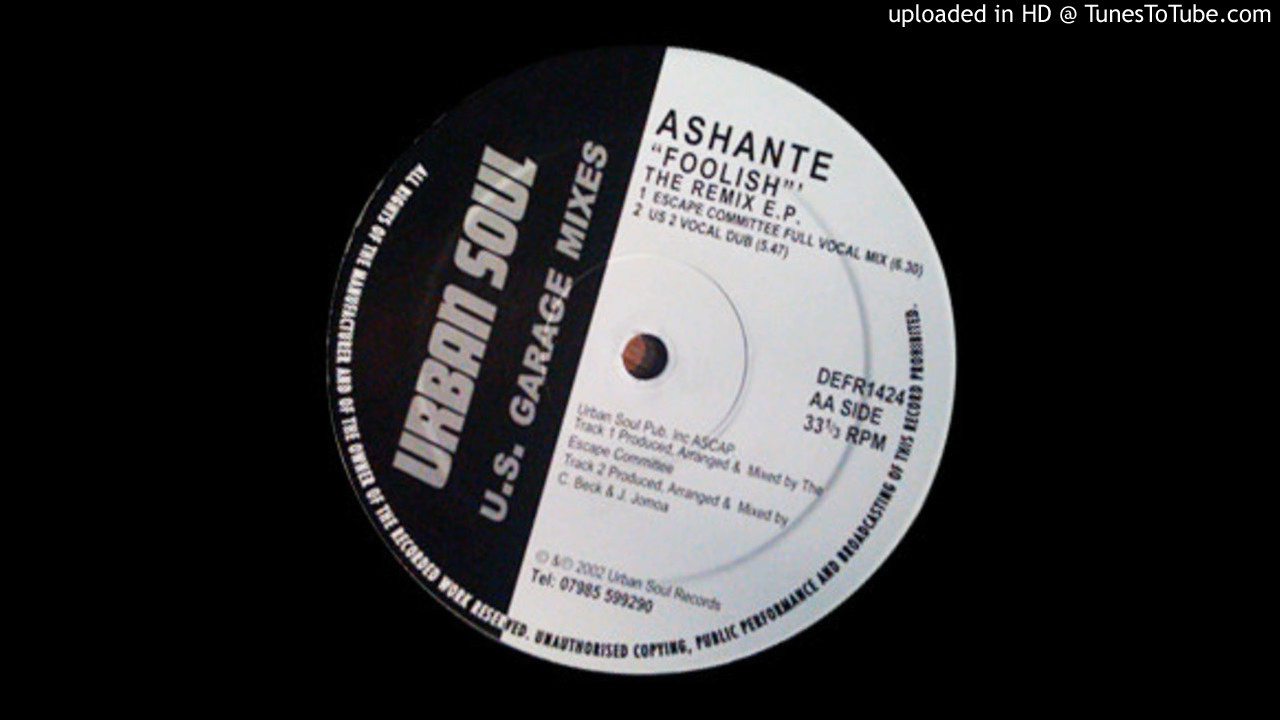 uploaded in HD @ TunesToTube.com
URBAN SOUL
U.S. GARAGE MIXES
ASHANTE
“FOOLISH”’
THE REMIX E.P.
1 ESCAPE COMMITTEE FULL VOCAL MIX (6.30)
2 US 2 VOCAL DUB (5.47)
DEFR1424
AA SIDE
33⅓ RPM
Urban Soul Pub. Inc ASCAP
Track 1 Produced, Arranged & Mixed by The
Escape Committee
Track 2 Produced, Arranged & Mixed by
C. Beck & J. Jomoa
℗ & © 2002 Urban Soul Records
Tel: 07985 599290
ALL RIGHTS OF THE MANUFACTURER AND OF THE OWNER OF THE RECORDED WORK RESERVED. UNAUTHORISED COPYING, PUBLIC PERFORMANCE AND BROADCASTING OF THIS RECORD PROHIBITED.